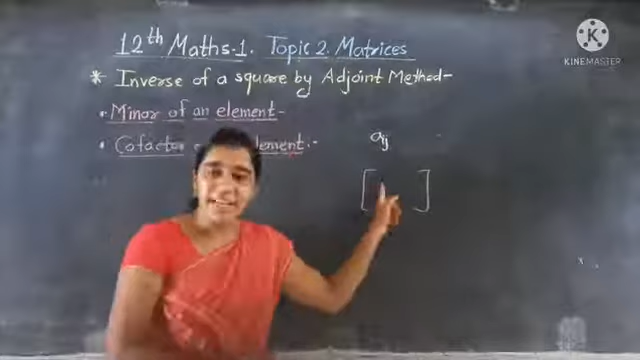 12th Maths-1. Topic 2. Matrices
* Inverse of a square by Adjoint Method-
• Minor of an element-
• Cofactor element.-
aij
[ ]
KINEMASTER